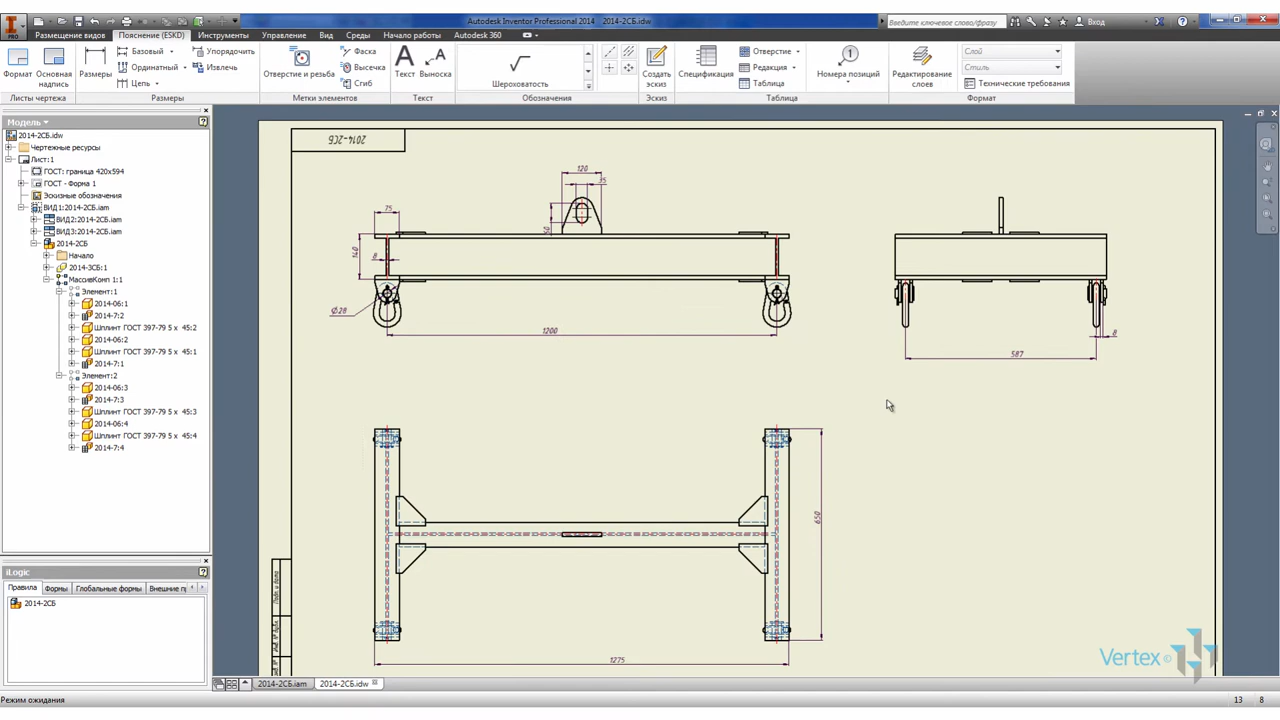 Autodesk Inventor Professional 2014   2014-2СБ.idw
Введите ключевое слово/фразу
Вход
PRO
Размещение видов Пояснение (ESKD) Инструменты Управление Вид Среды Начало работы Autodesk 360
Базовый Упорядочить Фаска Отверстие Слой
Ординатный Извлечь Высечка Редакция Стиль
Цепь Сгиб Таблица Технические требования
Формат Основная надпись Размеры Отверстие и резьба Текст Выноска Шероховатость Создать эскиз Спецификация Номера позиций Редактирование слоев
Листы чертежа Размеры Метки элементов Текст Обозначения Эскиз Таблица Формат
Модель
2014-2СБ.idw
Чертежные ресурсы
Лист:1
ГОСТ: граница 420x594
ГОСТ - Форма 1
Эскизные обозначения
ВИД1:2014-2СБ.iam
ВИД2:2014-2СБ.iam
ВИД3:2014-2СБ.iam
2014-2СБ
Начало
2014-3СБ:1
МассивКомп 1:1
Элемент:1
2014-06:1
2014-7:2
Шплинт ГОСТ 397-79 5 x 45:2
2014-06:2
Шплинт ГОСТ 397-79 5 x 45:1
2014-7:1
Элемент:2
2014-06:3
2014-7:3
Шплинт ГОСТ 397-79 5 x 45:3
2014-06:4
Шплинт ГОСТ 397-79 5 x 45:4
2014-7:4
iLogic
Правила Формы Глобальные формы Внешние пр
2014-2СБ
2014-2СБ
120
35
50
75
140
8
Ø28
1200
587
8
650
1275
Vertex ©
2014-2СБ.iam 2014-2СБ.idw
Режим ожидания
13 8